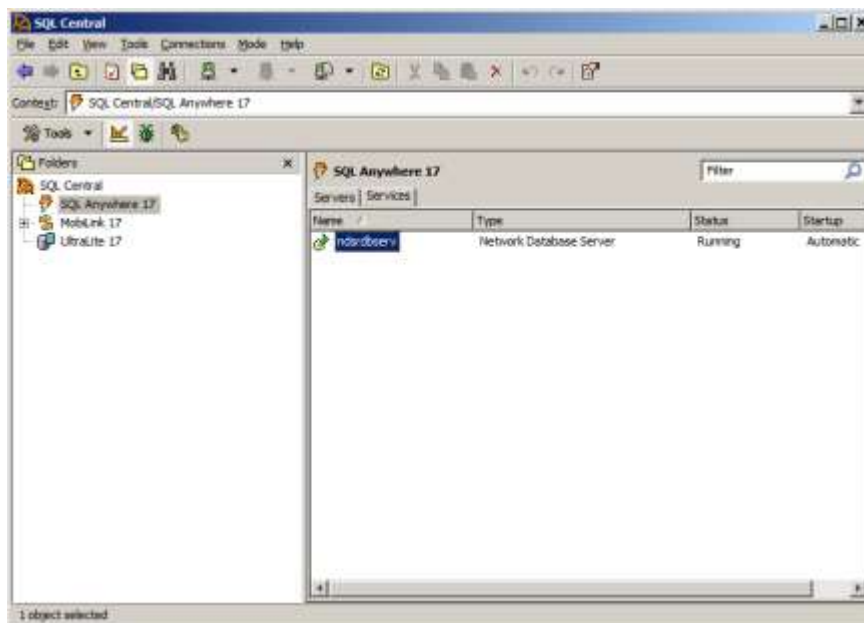 SQL Central
File Edit View Tools Connections Mode Help
Context: SQL Central/SQL Anywhere 17
Tools
Folders
SQL Central
SQL Anywhere 17
MobiLink 17
UltraLite 17
SQL Anywhere 17
Filter
Servers Services
Name Type Status Startup
ndsrdbserv Network Database Server Running Automatic
1 object selected